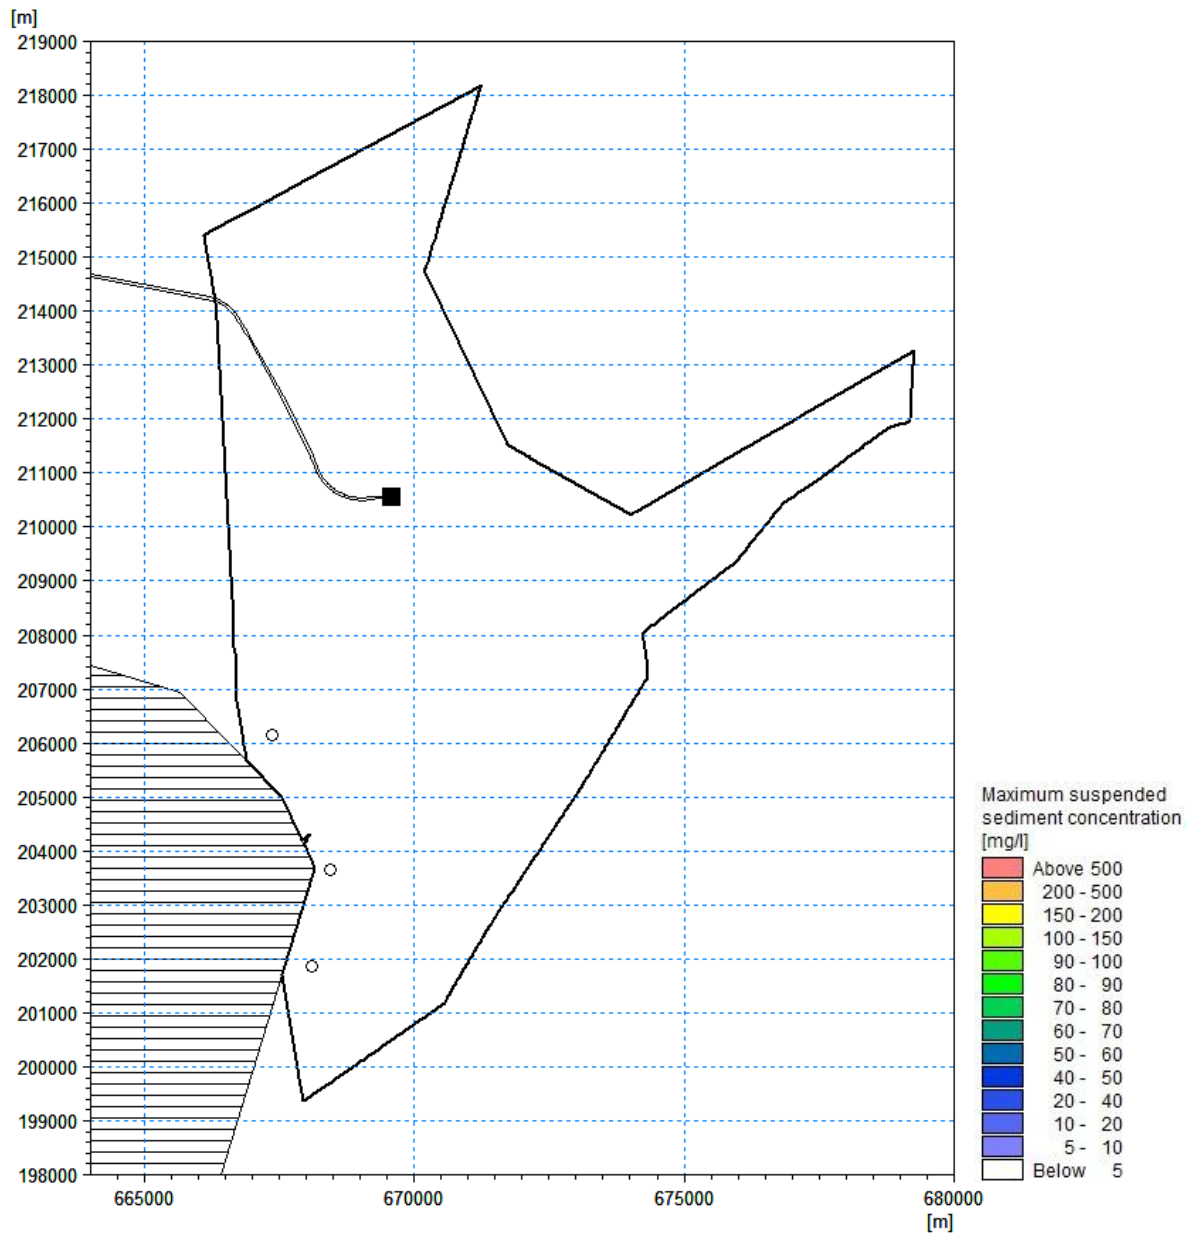 [m]
219000
218000
217000
216000
215000
214000
213000
212000
211000
210000
209000
208000
207000
206000
205000
204000
203000
202000
201000
200000
199000
198000
665000 670000 675000 680000
[m]
Maximum suspended
sediment concentration
[mg/l]
Above 500
200 - 500
150 - 200
100 - 150
90 - 100
80 - 90
70 - 80
60 - 70
50 - 60
40 - 50
20 - 40
10 - 20
5 - 10
Below 5